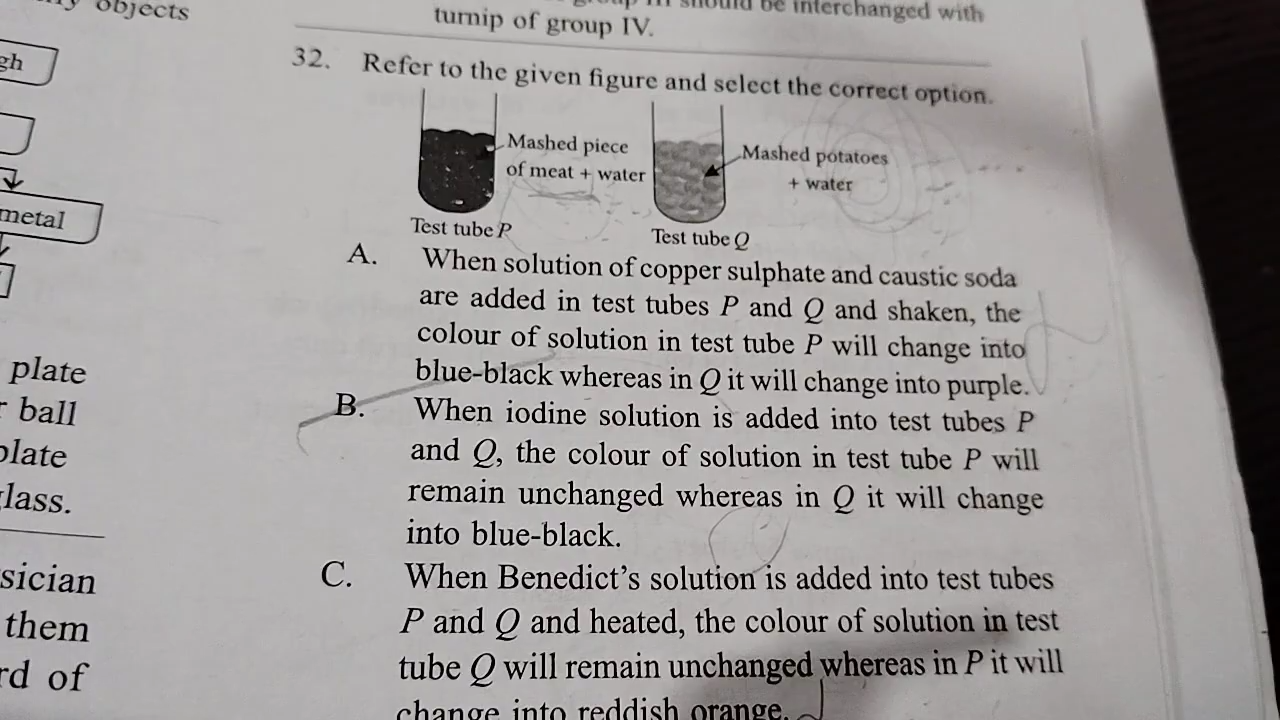 objects
gh
metal
plate
ball
plate
glass.
sician
them
rd of
should be interchanged with
turnip of group IV.
32. Refer to the given figure and select the correct option.
Mashed piece
of meat + water
Mashed potatoes
+ water
Test tube P
Test tube Q
A. When solution of copper sulphate and caustic soda
are added in test tubes P and Q and shaken, the
colour of solution in test tube P will change into
blue-black whereas in Q it will change into purple.
B. When iodine solution is added into test tubes P
and Q, the colour of solution in test tube P will
remain unchanged whereas in Q it will change
into blue-black.
C. When Benedict's solution is added into test tubes
P and Q and heated, the colour of solution in test
tube Q will remain unchanged whereas in P it will
change into reddish orange.